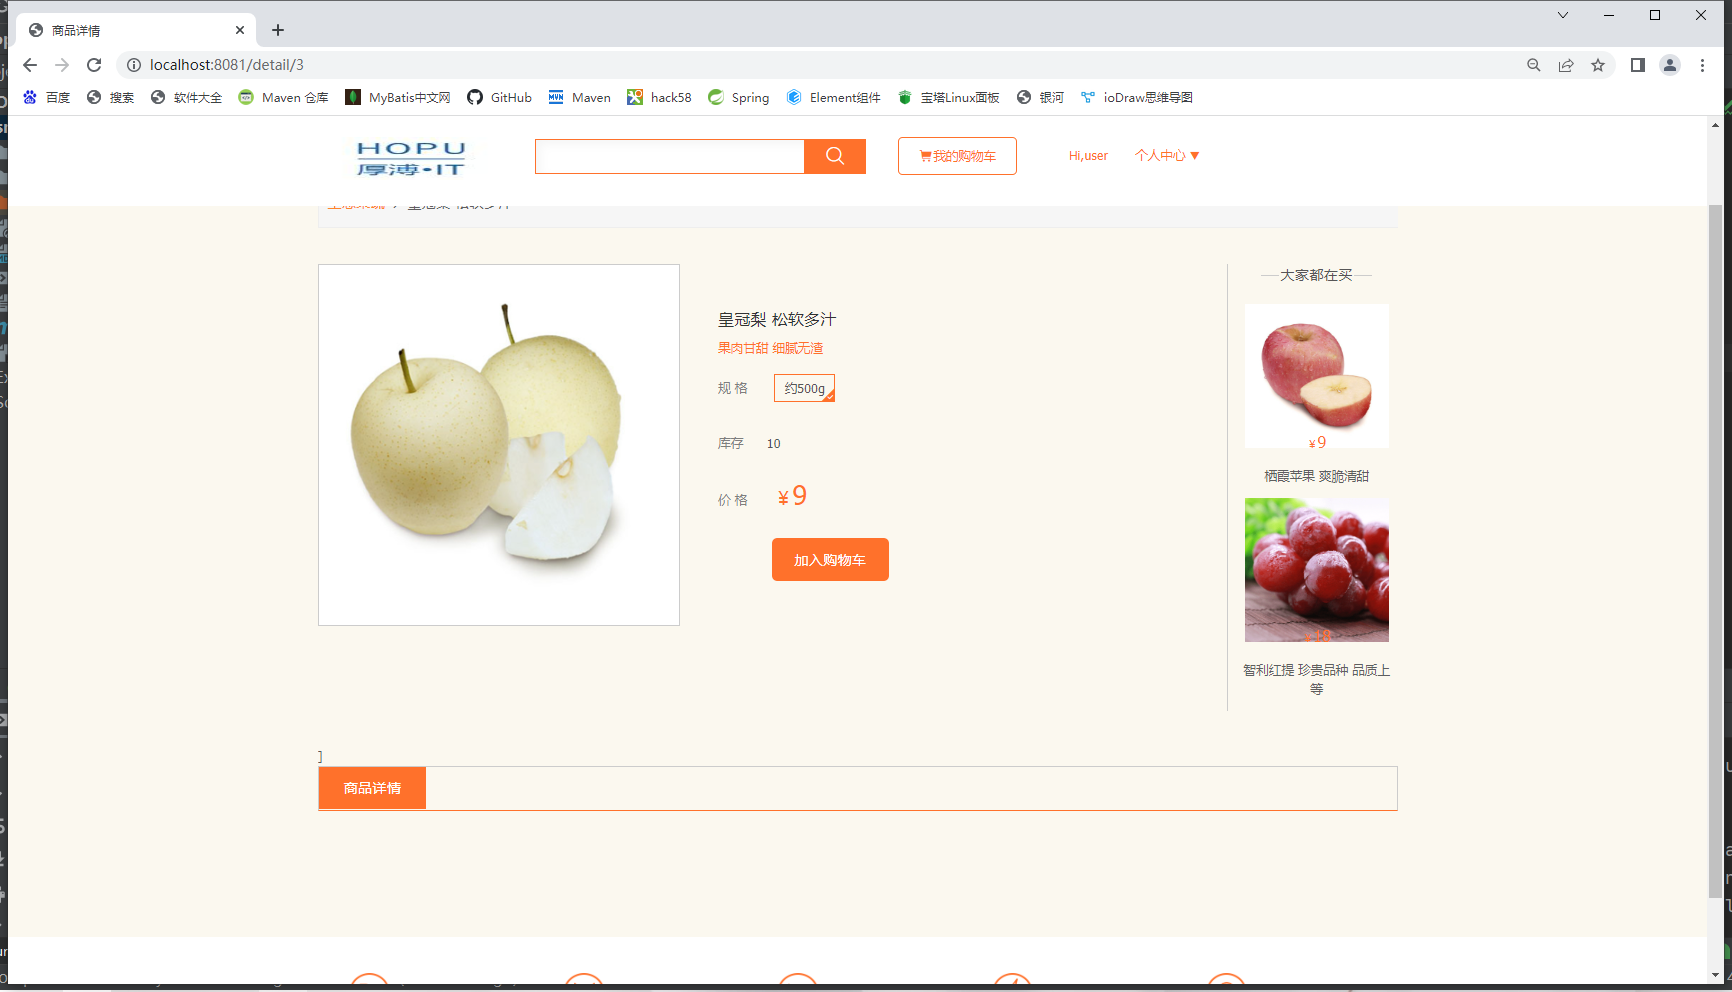 商品详情
localhost:8081/detail/3
百度 搜索 软件大全 Maven 仓库 MyBatis中文网 GitHub Maven hack58 Spring Element组件 宝塔Linux面板 银河 ioDraw思维导图
HOPU
厚溥·IT
我的购物车
Hi,user
个人中心 ▼
皇冠梨 松软多汁
皇冠梨 松软多汁
果肉甘甜 细腻无渣
规 格 约500g
库存 10
价 格 ¥9
加入购物车
大家都在买
¥9
栖霞苹果 爽脆清甜
¥10
智利红提 珍贵品种 品质上
等
]
商品详情